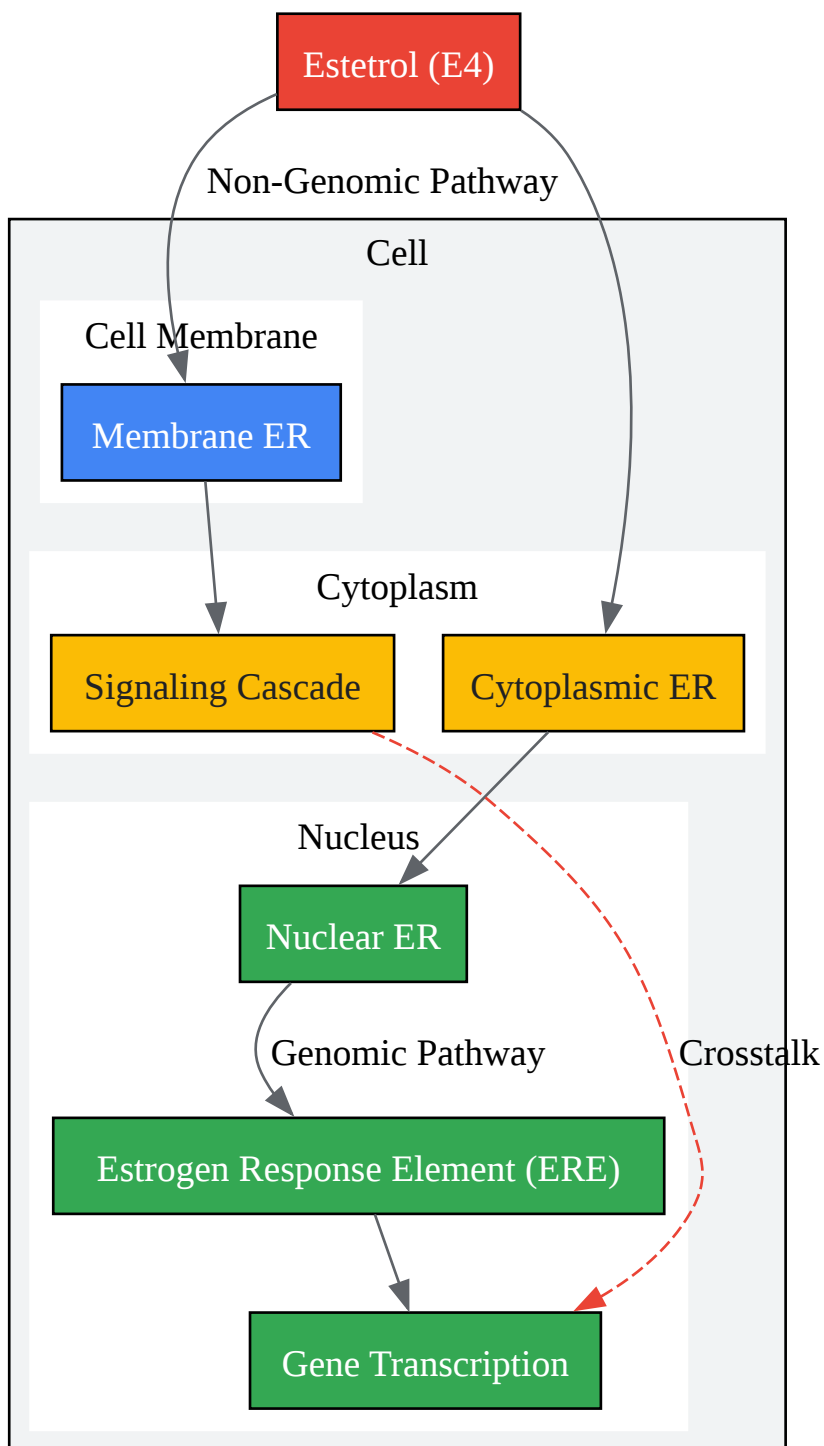 Estetrol (E4)
Non-Genomic Pathway
Cell
Cell Membrane
Membrane ER
Cytoplasm
Signaling Cascade
Cytoplasmic ER
Nucleus
Nuclear ER
Genomic Pathway
Crosstalk
Estrogen Response Element (ERE)
Gene Transcription